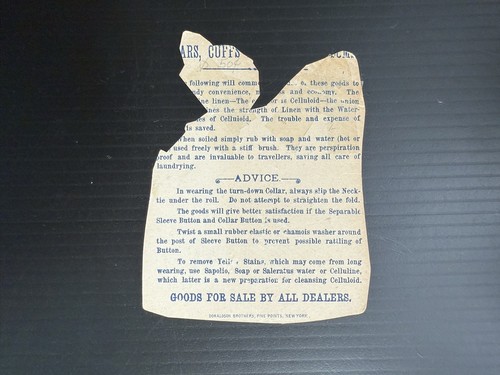 ARS, CUFFS
following will
these goods to
convenience, and economy. The
linen—The is Celluloid—the union
the strength of Linen with the Water-
of Celluloid. The trouble and expense of
is saved.
When soiled simply rub with soap and water (hot or
used freely with a stiff brush. They are perspiration
proof and are invaluable to travellers, saving all care of
laundrying.
ADVICE.
In wearing the turn-down Collar, always slip the Neck-
tie under the roll. Do not attempt to straighten the fold.
The goods will give better satisfaction if the Separable
Sleeve Button and Collar Button is used.
Twist a small rubber elastic or chamois washer around
the post of Sleeve Button to prevent possible rattling of
Button.
To remove Yellow Stains, which may come from long
wearing, use Sapolio, Soap or Saleratus water or Celluline,
which latter is a new preparation for cleansing Celluloid.
GOODS FOR SALE BY ALL DEALERS.
DONALDSON BROTHERS, FIVE POINTS, NEW YORK.